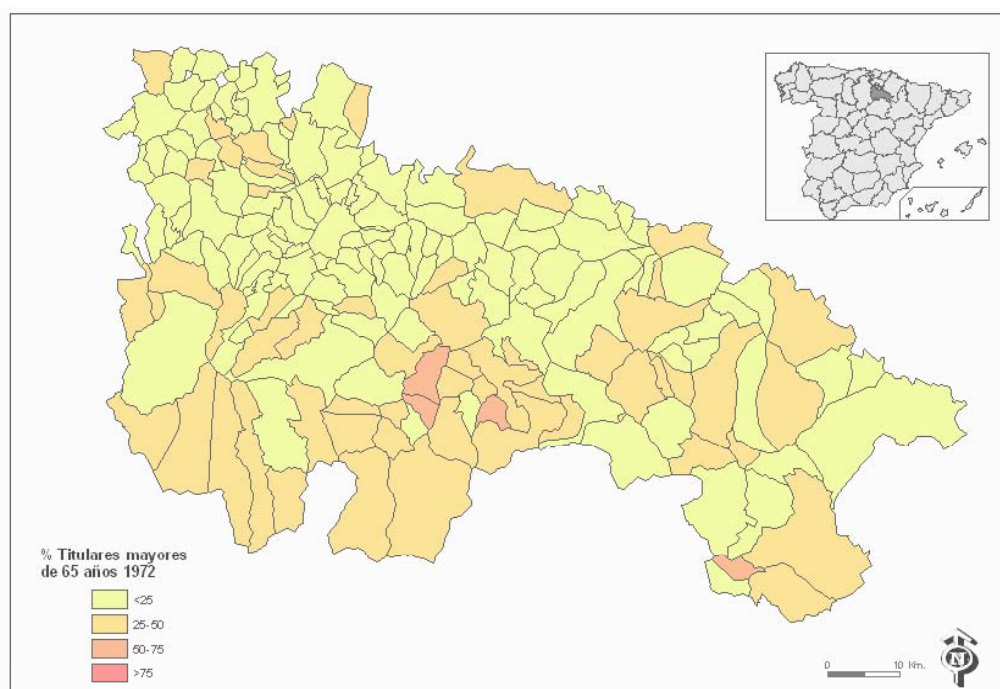 % Titulares mayores
de 65 años 1972
<25
25-50
50-75
>75
0 10 Km.
N